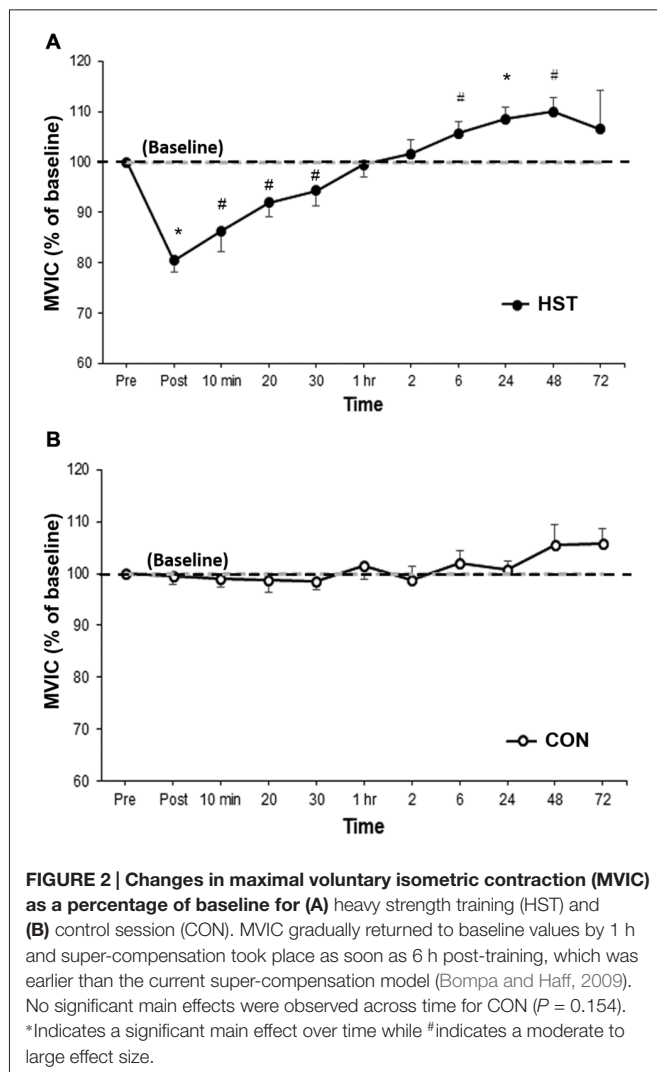 A
120
110
(Baseline)
100
90
80
70
60
MVIC (% of baseline)
*
#
#
#
#
*
#
HST
Pre Post 10 min 20 30 1 hr 2 6 24 48 72
Time
B
120
110
(Baseline)
100
90
80
70
60
MVIC (% of baseline)
CON
Pre Post 10 min 20 30 1 hr 2 6 24 48 72
Time
FIGURE 2 | Changes in maximal voluntary isometric contraction (MVIC)
as a percentage of baseline for (A) heavy strength training (HST) and
(B) control session (CON). MVIC gradually returned to baseline values by 1 h
and super-compensation took place as soon as 6 h post-training, which was
earlier than the current super-compensation model (Bompa and Haff, 2009).
No significant main effects were observed across time for CON (P = 0.154).
*Indicates a significant main effect over time while #indicates a moderate to
large effect size.